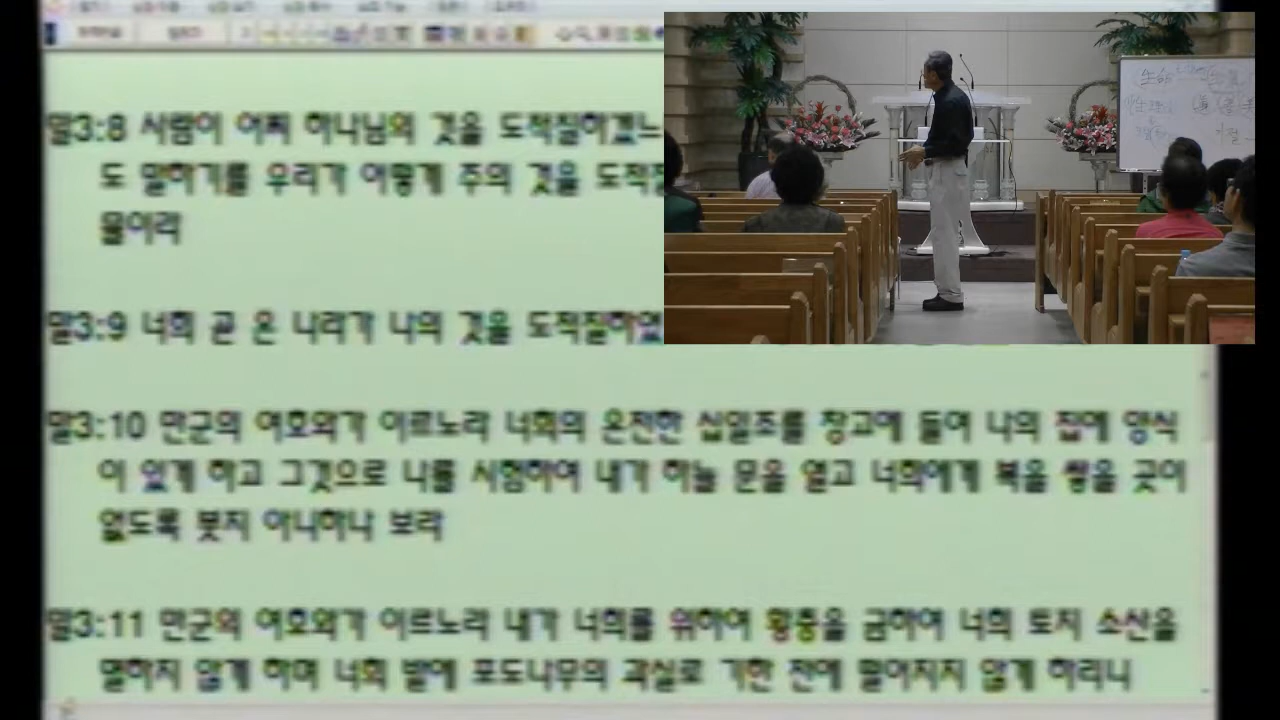 말3:8 사람이 어찌 하나님의 것을 도적질하겠느
도 말하기를 우리가 어떻게 주의 것을 도적질
물이라
말3:9 너희 곧 온 나라가 나의 것을 도적질하였
말3:10 만군의 여호와가 이르노라 너희의 온전한 십일조를 창고에 들여 나의 집에 양식
이 있게 하고 그것으로 나를 시험하여 내가 하늘 문을 열고 너희에게 복을 쌓을 곳이
없도록 붓지 아니하나 보라
말3:11 만군의 여호와가 이르노라 내가 너희를 위하여 황충을 금하여 너희 토지 소산을
멸하지 않게 하며 너희 밭에 포도나무의 과실로 기한 전에 떨어지지 않게 하리니
生命